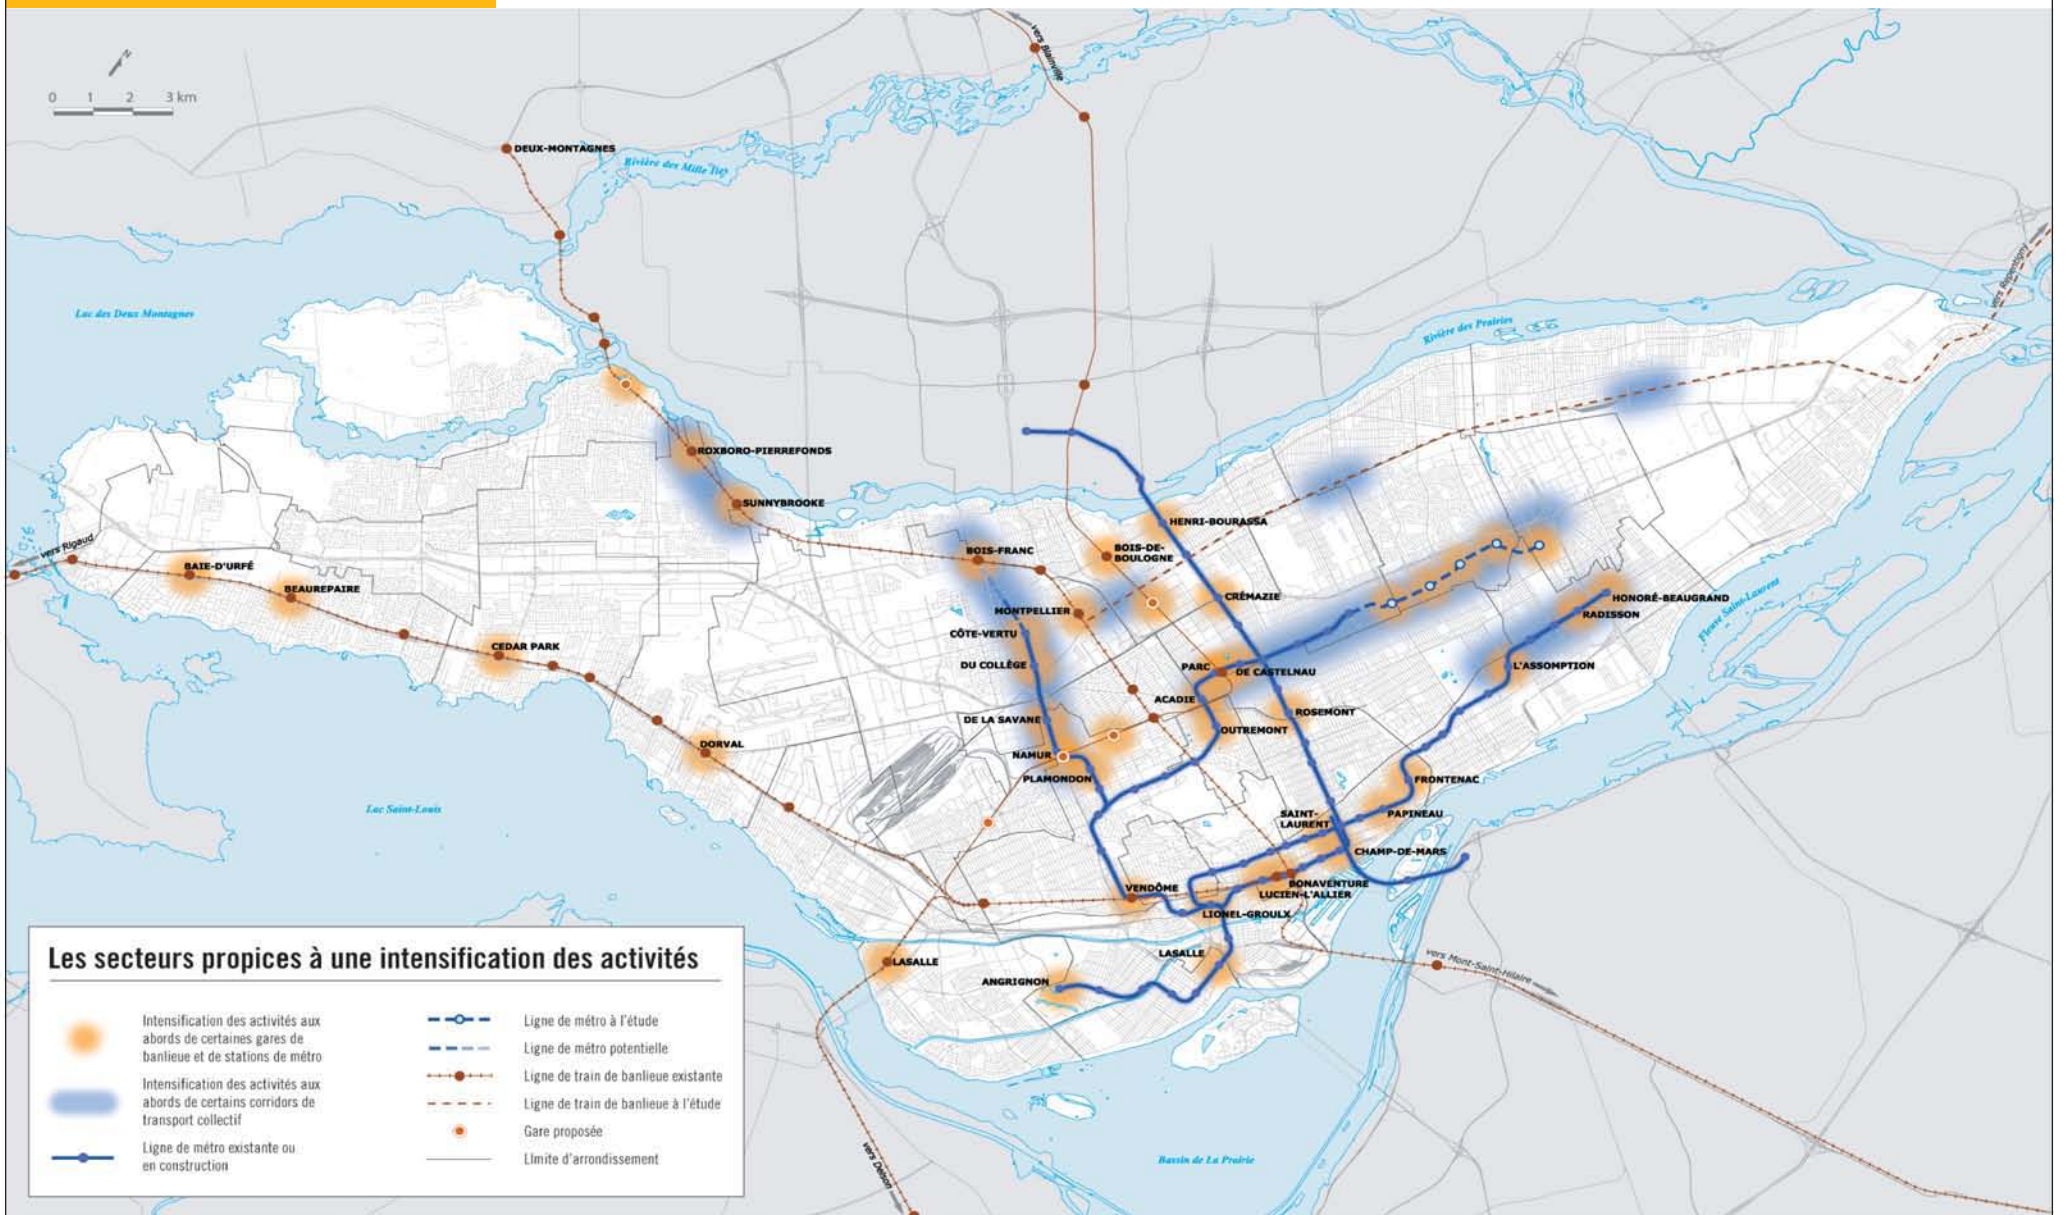 vers Blainville
N
0 1 2 3 km
DEUX-MONTAGNES
Rivière des Mille Îles
vers Repentigny
Lac des Deux Montagnes
Rivière des Prairies
ROXBORO-PIERREFONDS
SUNNYBROOKE
HENRI-BOURASSA
vers Rigaud
BOIS-FRANC
BOIS-DE-
BOULOGNE
BAIE-D'URFÉ
BEAUREPAIRE
CRÉMAZIE
HONORÉ-BEAUGRAND
MONTPELLIER
RADISSON
Fleuve Saint-Laurent
CÔTE-VERTU
CEDAR PARK
DU COLLÈGE
PARC
DE CASTELNAU
L'ASSOMPTION
ACADIE
DE LA SAVANE
ROSEMONT
OUTREMONT
DORVAL
NAMUR
PLAMONDON
FRONTENAC
Lac Saint-Louis
SAINT-
LAURENT
PAPINEAU
CHAMP-DE-MARS
VENDÔME
BONAVENTURE
LUCIEN-L'ALLIER
LIONEL-GROULX
LASALLE
LASALLE
vers Mont-Saint-Hilaire
ANGRIGNON
vers Delson
Bassin de La Prairie
Les secteurs propices à une intensification des activités
Intensification des activités aux
abords de certaines gares de
banlieue et de stations de métro
Intensification des activités aux
abords de certains corridors de
transport collectif
Ligne de métro existante ou
en construction
Ligne de métro à l'étude
Ligne de métro potentielle
Ligne de train de banlieue existante
Ligne de train de banlieue à l'étude
Gare proposée
Limite d'arrondissement